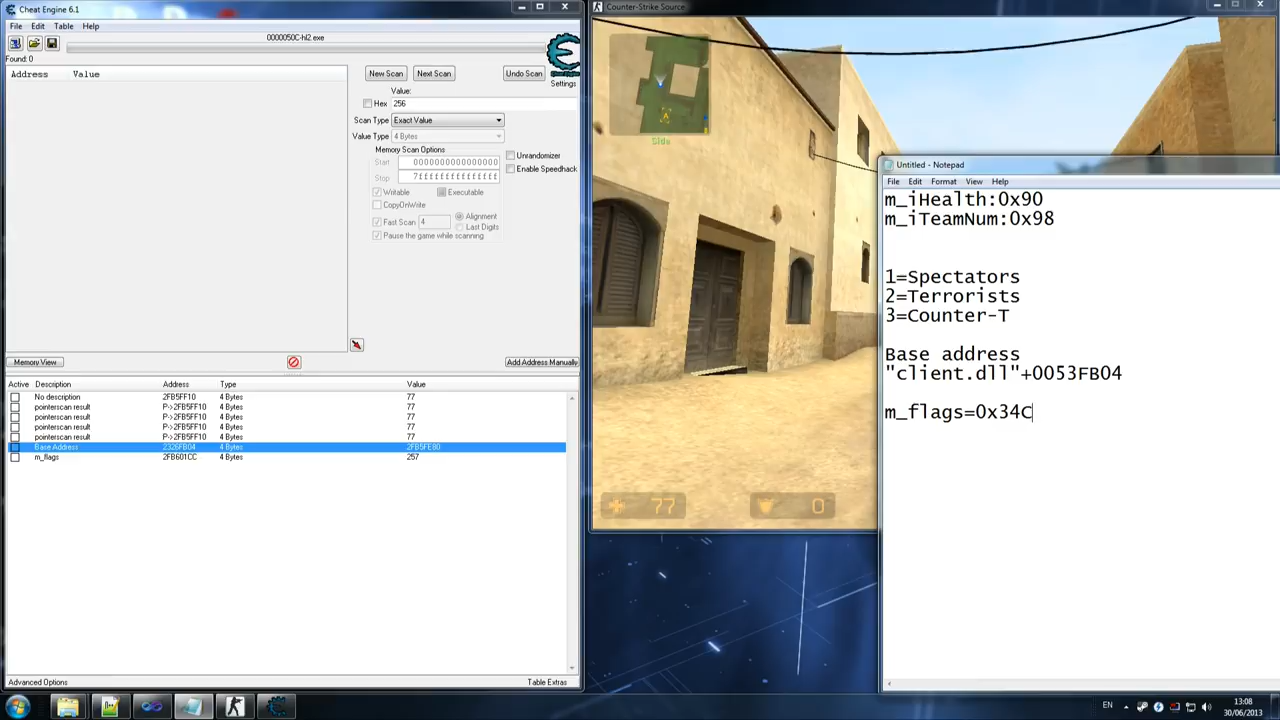 Cheat Engine 6.1
File Edit Table Help
0000050C-hl2.exe
Found: 0
Address Value
New Scan Next Scan Undo Scan
Settings
Value:
Hex 256
Scan Type Exact Value
Value Type 4 Bytes
Memory Scan Options
Start 0000000000000000
Stop 7fffffffffffffff
Writable Executable
CopyOnWrite
Fast Scan 4 Alignment
Last Digits
Pause the game while scanning
Unrandomizer
Enable Speedhack
Memory View Add Address Manually
Active Description Address Type Value
No description 2FB5FF10 4 Bytes 77
pointerscan result P->2FB5FF10 4 Bytes 77
pointerscan result P->2FB5FF10 4 Bytes 77
pointerscan result P->2FB5FF10 4 Bytes 77
pointerscan result P->2FB5FF10 4 Bytes 77
Base Address 2326FB04 4 Bytes 2FB5FE80
m_flags 2FB601CC 4 Bytes 257
Advanced Options Table Extras
Counter-Strike Source
A
Side
77 0
Untitled - Notepad
File Edit Format View Help
m_iHealth:0x90
m_iTeamNum:0x98
1=Spectators
2=Terrorists
3=Counter-T
Base address
"client.dll"+0053FB04
m_flags=0x34C
EN
13:08
30/06/2013